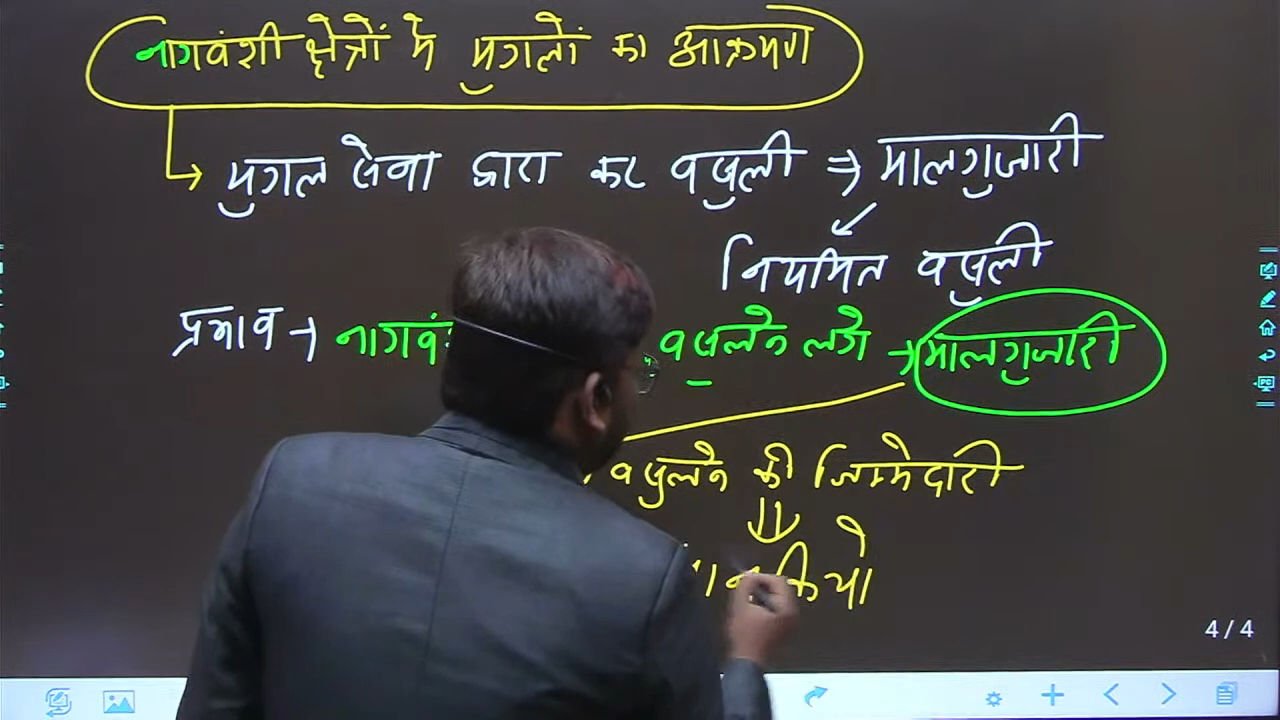 नागवंशी क्षेत्रों मे मुगलों का आक्रमण
मुगल सेना द्वारा कर वसुली ⇒ मालगुजारी
नियमित वसुली
प्रभाव → वसुलने लगे → मालगुजारी
वसुलने की जिम्मेदारी
4 / 4